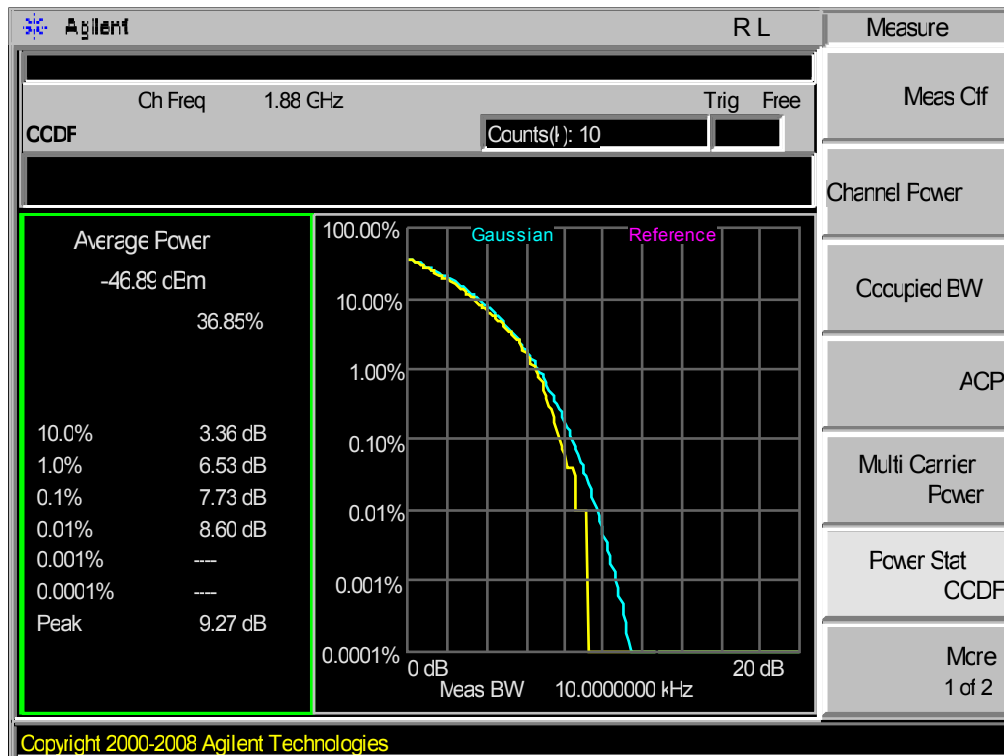 Agilent R L Measure
Ch Freq 1.88 GHz Trig Free
CCDF Counts(k): 10
Meas Off
Channel Power
Occupied BW
ACP
Multi Carrier
Power
Power Stat
CCDF
More
1 of 2
Average Power
-46.89 dBm
36.85%
10.0% 3.36 dB
1.0% 6.53 dB
0.1% 7.73 dB
0.01% 8.60 dB
0.001% ----
0.0001% ----
Peak 9.27 dB
Gaussian Reference
100.00%
10.00%
1.00%
0.10%
0.01%
0.001%
0.0001%
0 dB 20 dB
Meas BW 10.0000000 kHz
Copyright 2000-2008 Agilent Technologies